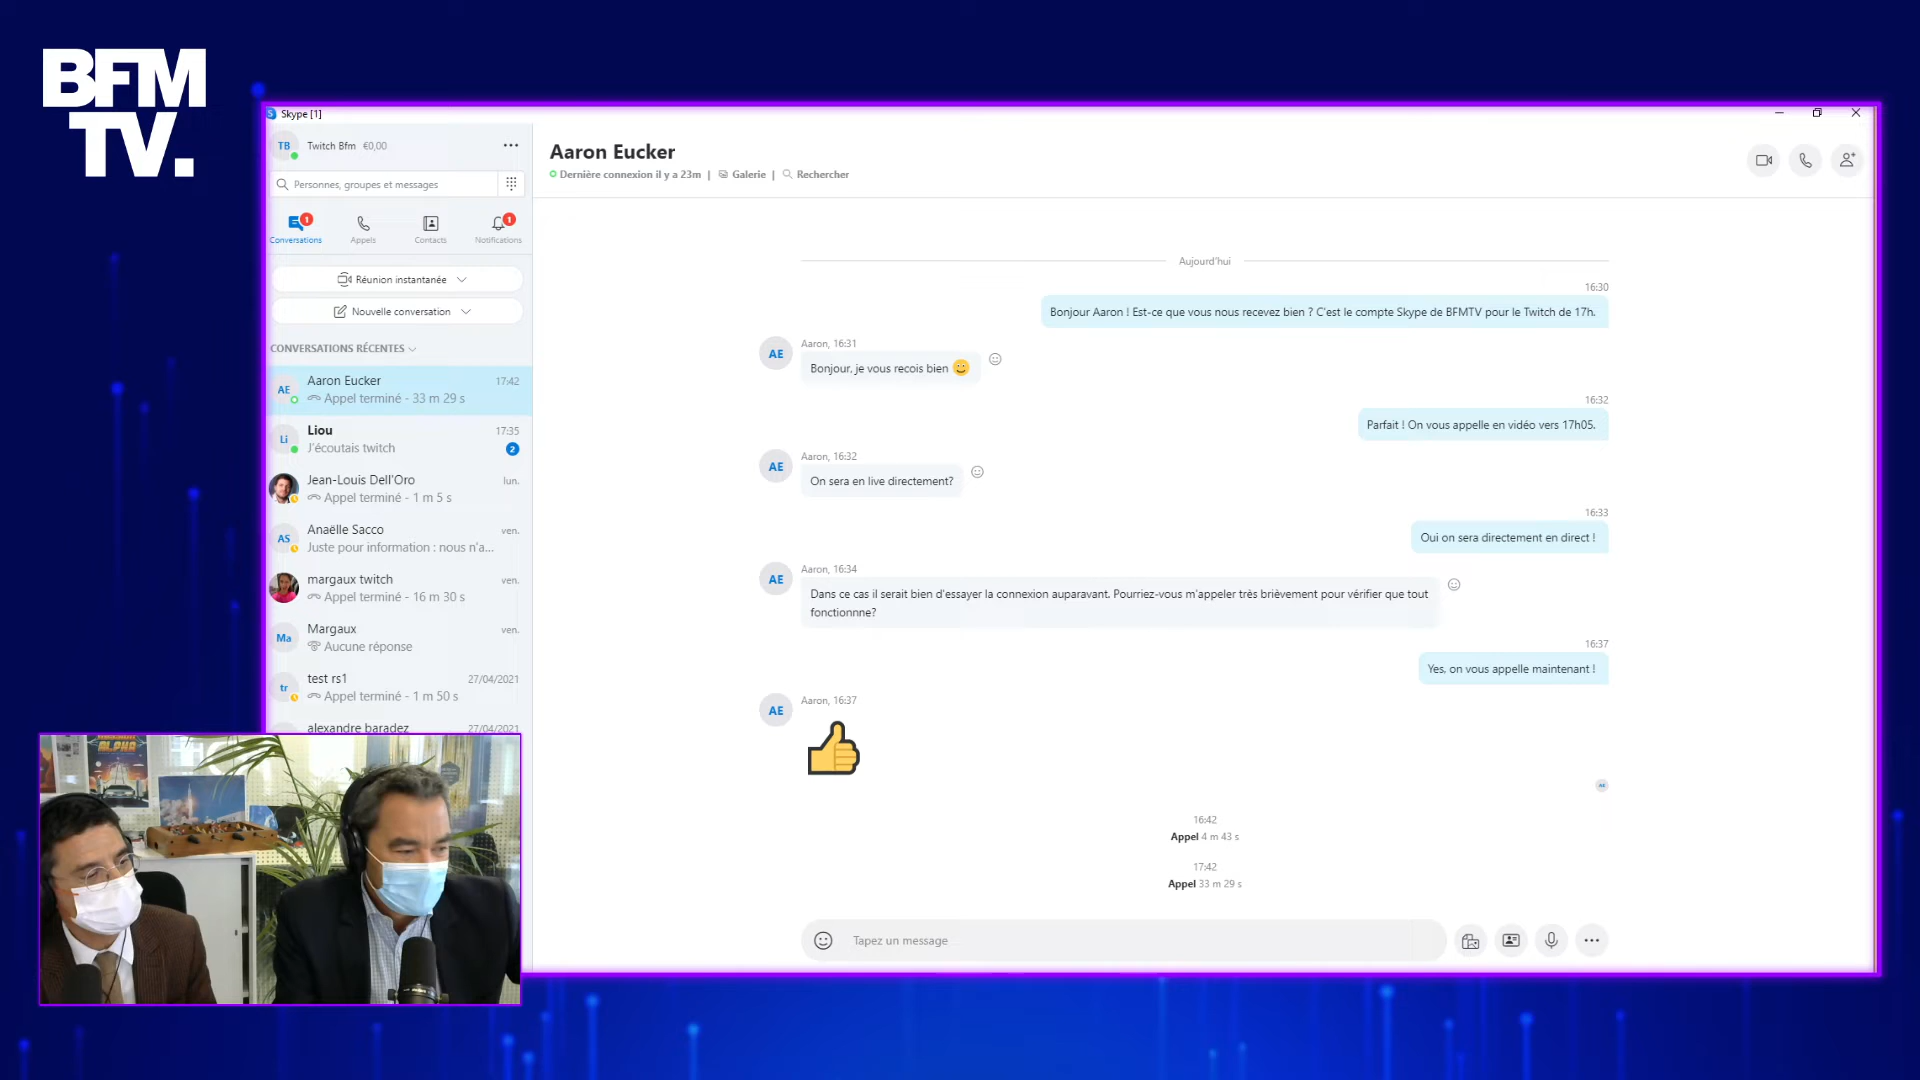 BFM
TV.
Skype [1]
TB
Twitch Bfm €0,00
Personnes, groupes et messages
1
1
Conversations
Appels
Contacts
Notifications
Réunion instantanée
Nouvelle conversation
CONVERSATIONS RÉCENTES
AE
Aaron Eucker 17:42
Appel terminé - 33 m 29 s
Li
Liou 17:35
J'écoutais twitch 2
Jean-Louis Dell'Oro lun.
Appel terminé - 1 m 5 s
AS
Anaëlle Sacco ven.
Juste pour information : nous n'a...
margaux twitch ven.
Appel terminé - 16 m 30 s
Ma
Margaux ven.
Aucune réponse
tr
test rs1 27/04/2021
Appel terminé - 1 m 50 s
alexandre baradez 27/04/2021
ALPHA
Aaron Eucker
Dernière connexion il y a 23m | Galerie | Rechercher
Aujourd'hui
16:30
Bonjour Aaron ! Est-ce que vous nous recevez bien ? C'est le compte Skype de BFMTV pour le Twitch de 17h.
AE
Aaron, 16:31
Bonjour, je vous recois bien
16:32
Parfait ! On vous appelle en vidéo vers 17h05.
AE
Aaron, 16:32
On sera en live directement?
16:33
Oui on sera directement en direct !
AE
Aaron, 16:34
Dans ce cas il serait bien d'essayer la connexion auparavant. Pourriez-vous m'appeler très brièvement pour vérifier que tout
fonctionnne?
16:37
Yes, on vous appelle maintenant !
AE
Aaron, 16:37
AE
16:42
Appel 4 m 43 s
17:42
Appel 33 m 29 s
Tapez un message